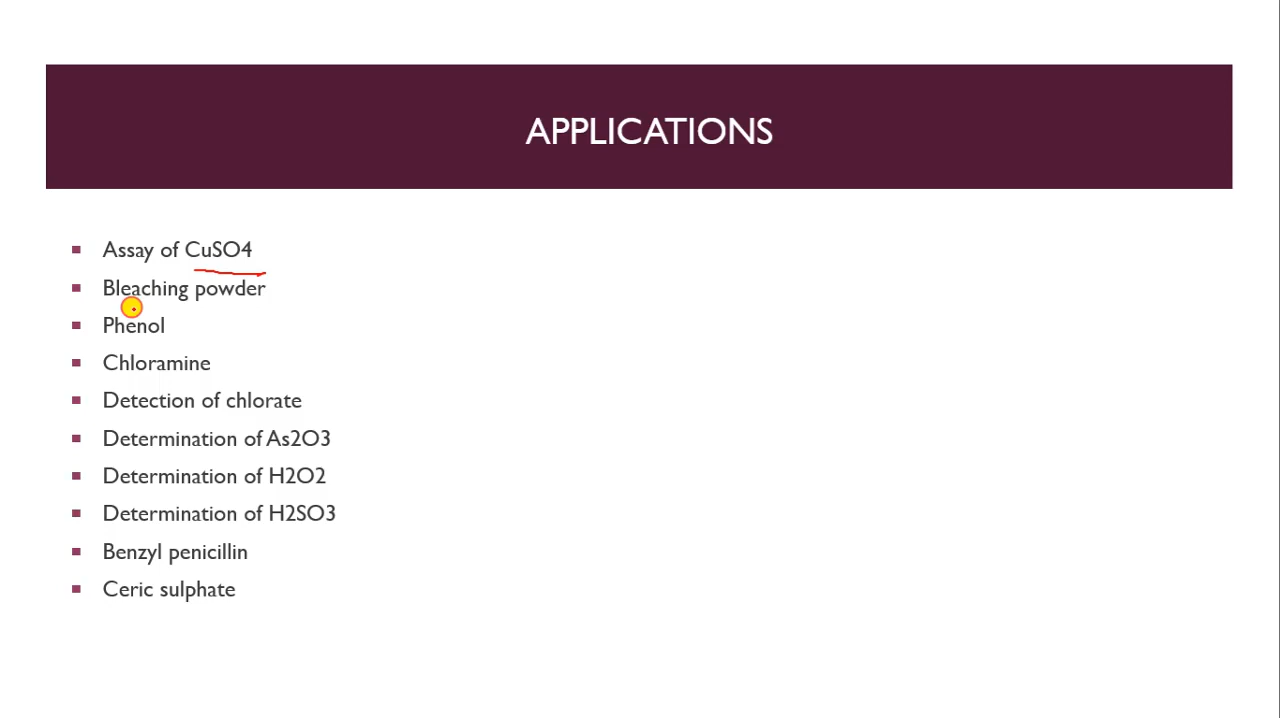 APPLICATIONS
Assay of CuSO4
Bleaching powder
Phenol
Chloramine
Detection of chlorate
Determination of As2O3
Determination of H2O2
Determination of H2SO3
Benzyl penicillin
Ceric sulphate